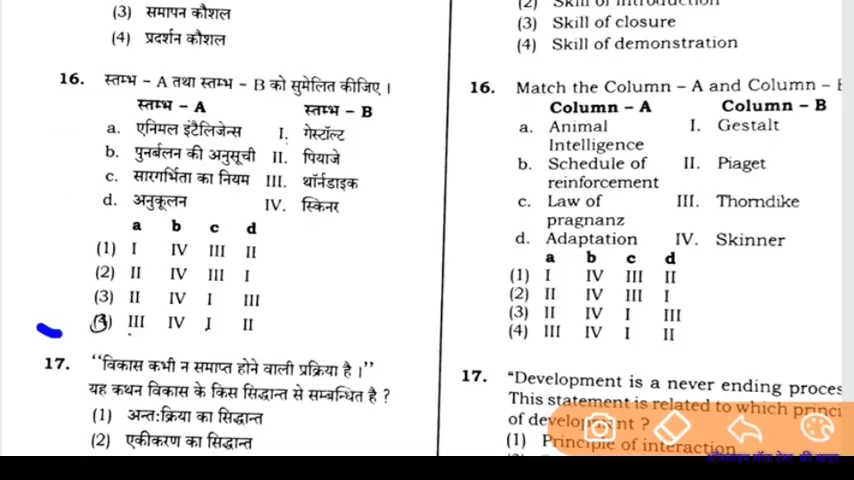 (3) समापन कौशल
(4) प्रदर्शन कौशल
16. स्तम्भ – A तथा स्तम्भ – B को सुमेलित कीजिए ।
स्तम्भ – A स्तम्भ – B
a. एनिमल इंटैलिजेन्स I. गेस्टॉल्ट
b. पुनर्बलन की अनुसूची II. पियाजे
c. सारगर्भिता का नियम III. थॉर्नडाइक
d. अनुकूलन IV. स्किनर
a b c d
(1) I IV III II
(2) II IV III I
(3) II IV I III
III IV I II
17. “विकास कभी न समाप्त होने वाली प्रक्रिया है ।”
यह कथन विकास के किस सिद्धान्त से सम्बन्धित है ?
(1) अन्तःक्रिया का सिद्धान्त
(2) एकीकरण का सिद्धान्त
(2) Skill of introduction
(3) Skill of closure
(4) Skill of demonstration
16. Match the Column – A and Column –
Column – A Column – B
a. Animal I. Gestalt
Intelligence
b. Schedule of II. Piaget
reinforcement
c. Law of III. Thorndike
pragnanz
d. Adaptation IV. Skinner
a b c d
(1) I IV III II
(2) II IV III I
(3) II IV I III
(4) III IV I II
17. “Development is a never ending proces
This statement is related to which princi
of development ?
(1) Principle of interaction